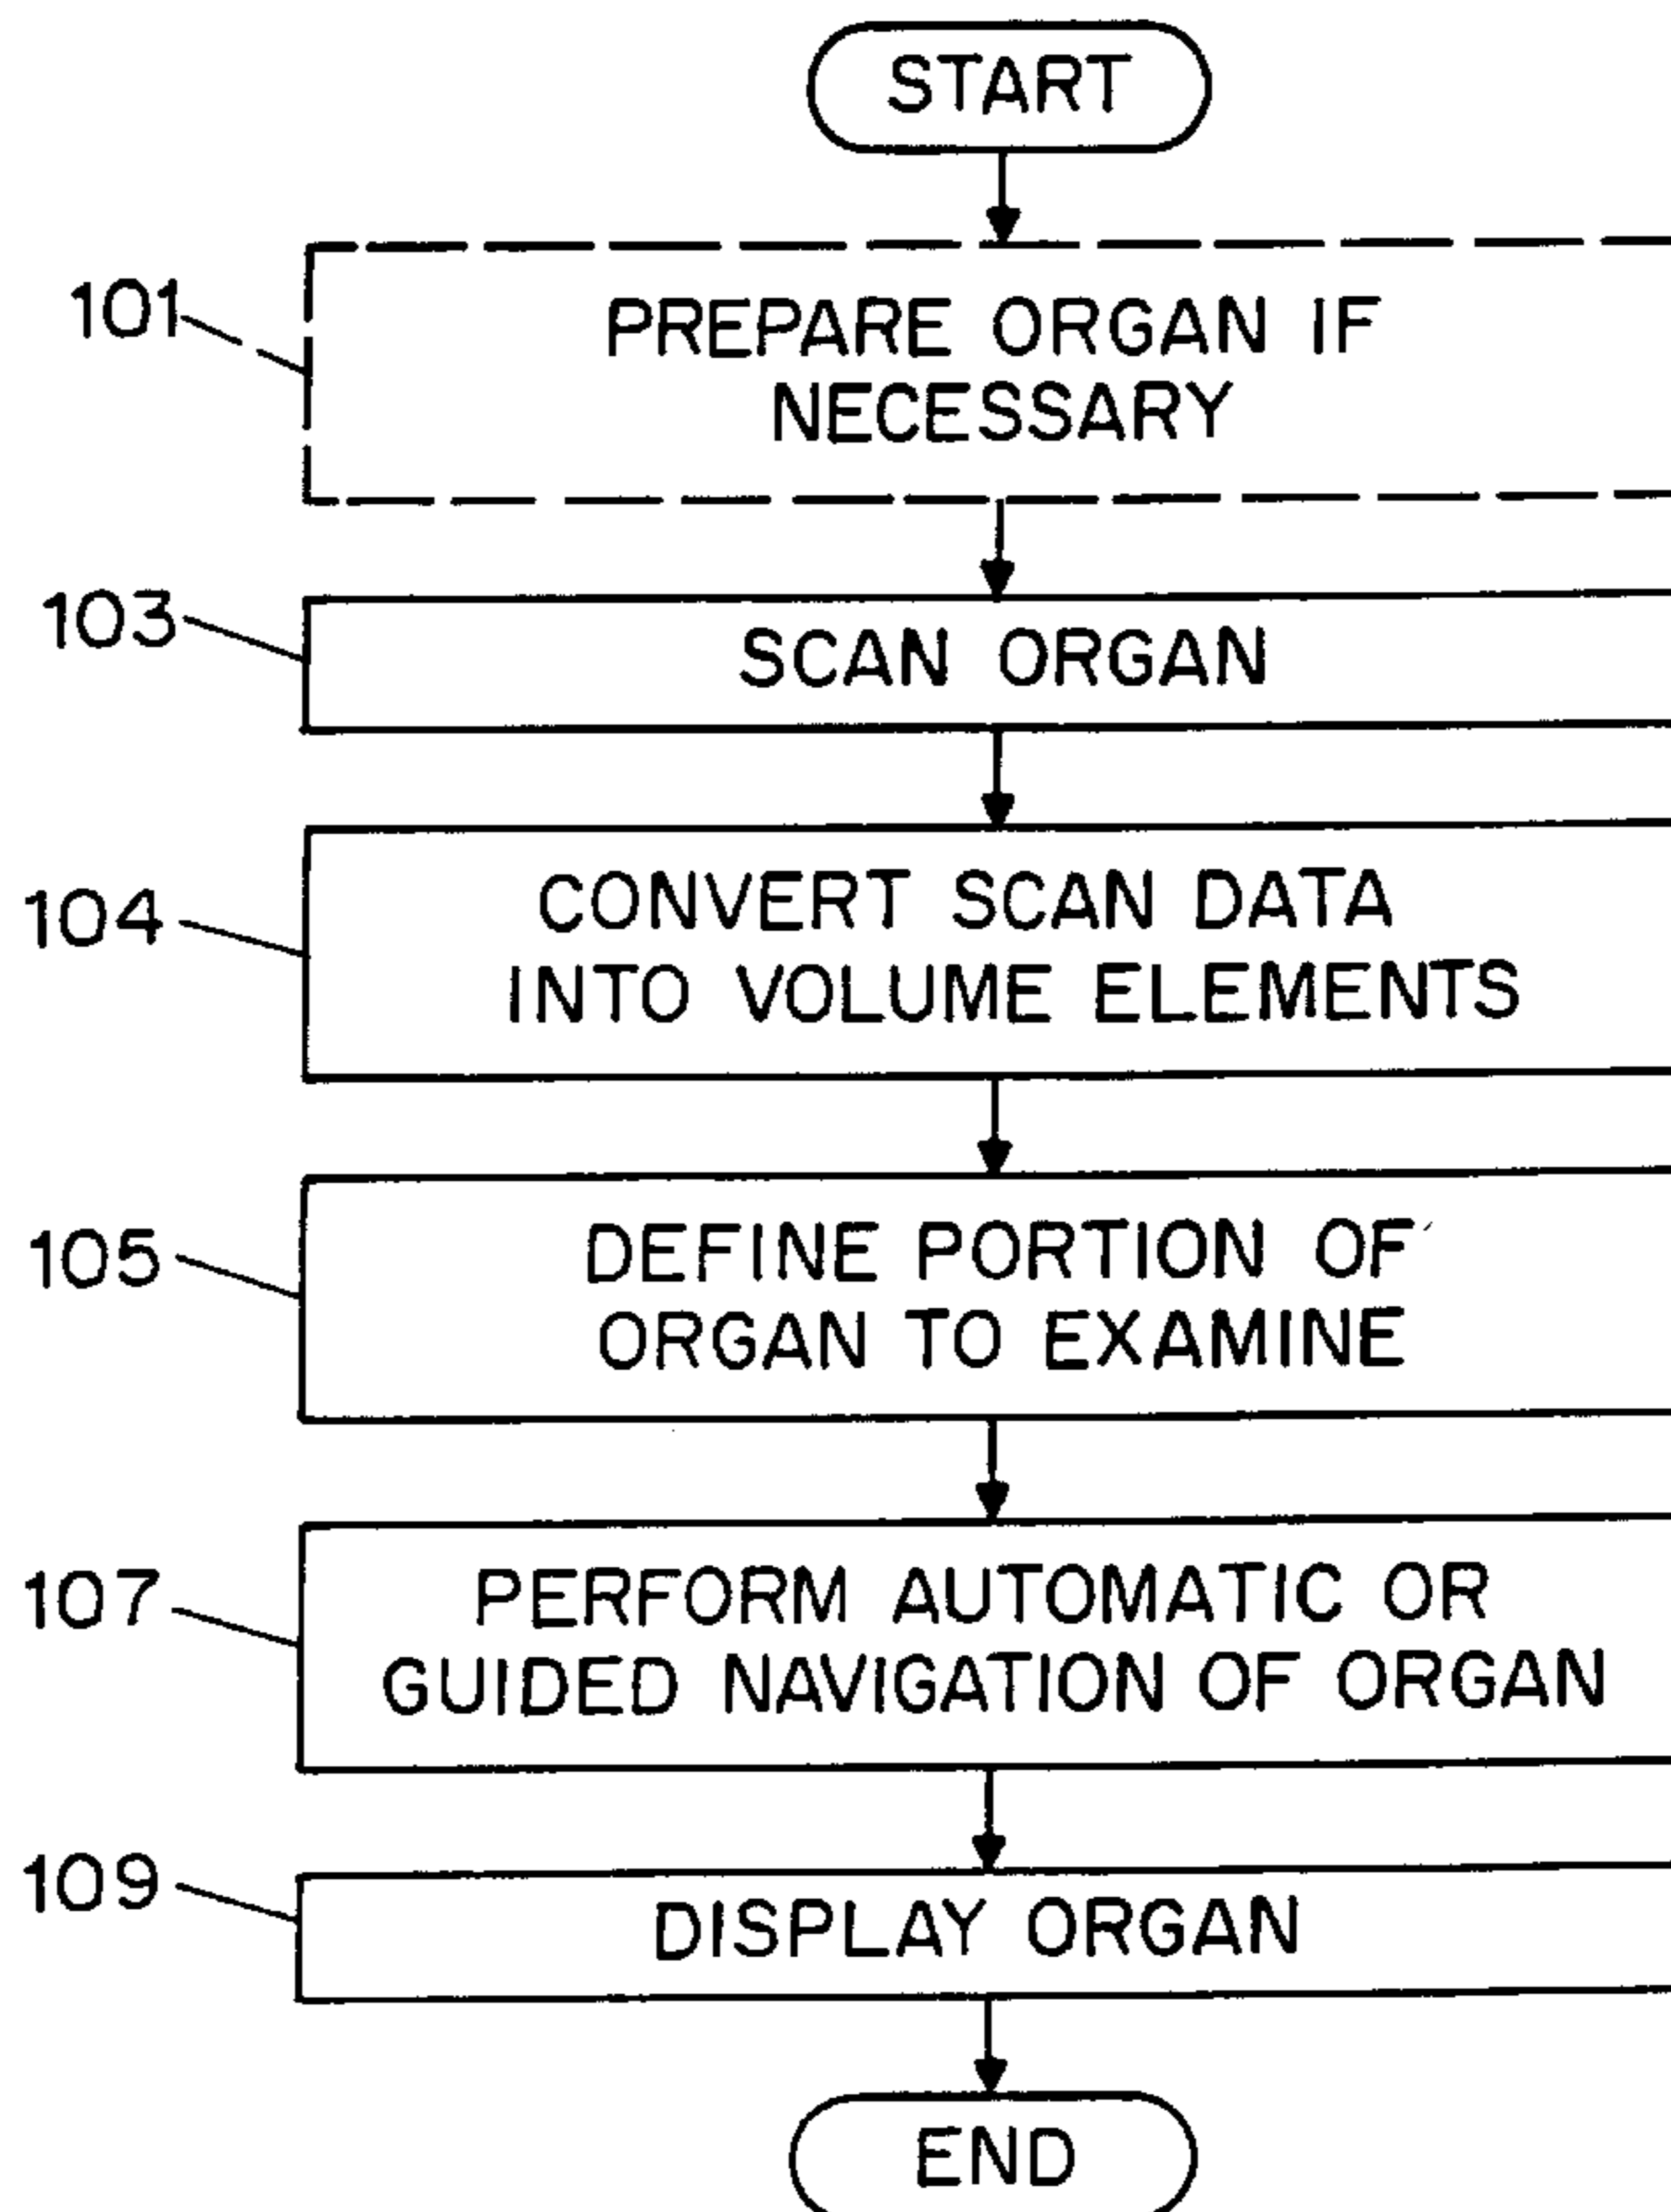 START
101
PREPARE ORGAN IF
NECESSARY
103
SCAN ORGAN
104
CONVERT SCAN DATA
INTO VOLUME ELEMENTS
105
DEFINE PORTION OF
ORGAN TO EXAMINE
107
PERFORM AUTOMATIC OR
GUIDED NAVIGATION OF ORGAN
109
DISPLAY ORGAN
END